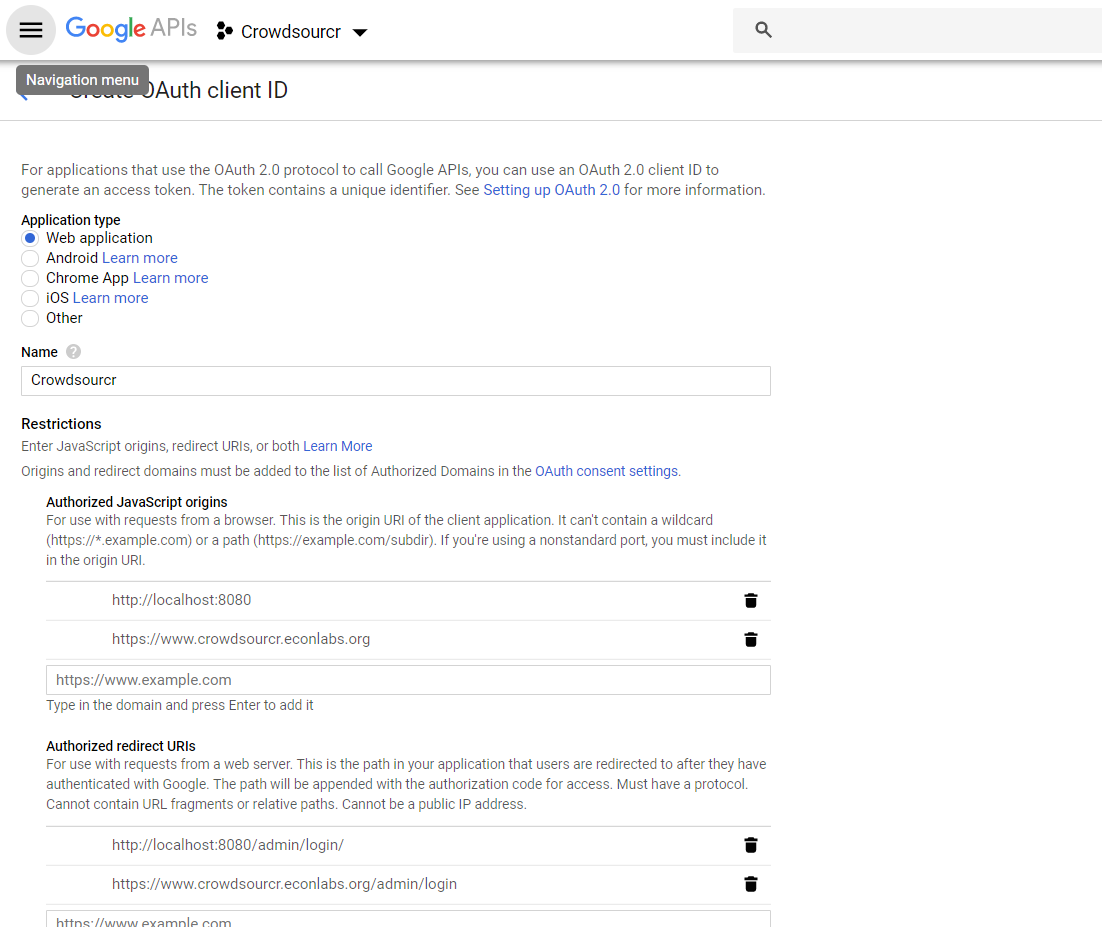 Google APIs Crowdsourcr
Navigation menu
Create OAuth client ID
For applications that use the OAuth 2.0 protocol to call Google APIs, you can use an OAuth 2.0 client ID to
generate an access token. The token contains a unique identifier. See Setting up OAuth 2.0 for more information.
Application type
Web application
Android Learn more
Chrome App Learn more
iOS Learn more
Other
Name ?
Crowdsourcr
Restrictions
Enter JavaScript origins, redirect URIs, or both Learn More
Origins and redirect domains must be added to the list of Authorized Domains in the OAuth consent settings.
Authorized JavaScript origins
For use with requests from a browser. This is the origin URI of the client application. It can't contain a wildcard
(https://*.example.com) or a path (https://example.com/subdir). If you're using a nonstandard port, you must include it
in the origin URI.
http://localhost:8080
https://www.crowdsourcr.econlabs.org
https://www.example.com
Type in the domain and press Enter to add it
Authorized redirect URIs
For use with requests from a web server. This is the path in your application that users are redirected to after they have
authenticated with Google. The path will be appended with the authorization code for access. Must have a protocol.
Cannot contain URL fragments or relative paths. Cannot be a public IP address.
http://localhost:8080/admin/login/
https://www.crowdsourcr.econlabs.org/admin/login
https://www.example.com